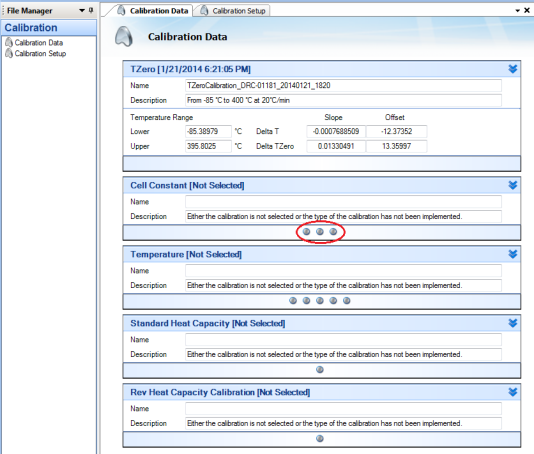 File Manager
Calibration Data
Calibration Setup
Calibration
Calibration Data
Calibration Setup
Calibration Data
TZero [1/21/2014 6:21:05 PM]
Name TZeroCalibration_DRC-01181_20140121_1820
Description From -85 °C to 400 °C at 20°C/min
Temperature Range Slope Offset
Lower -85.38979 °C Delta T -0.0007688509 -12.37352
Upper 395.8025 °C Delta TZero 0.01330491 13.35997
Cell Constant [Not Selected]
Name
Description Either the calibration is not selected or the type of the calibration has not been implemented.
Temperature [Not Selected]
Name
Description Either the calibration is not selected or the type of the calibration has not been implemented.
Standard Heat Capacity [Not Selected]
Name
Description Either the calibration is not selected or the type of the calibration has not been implemented.
Rev Heat Capacity Calibration [Not Selected]
Name
Description Either the calibration is not selected or the type of the calibration has not been implemented.